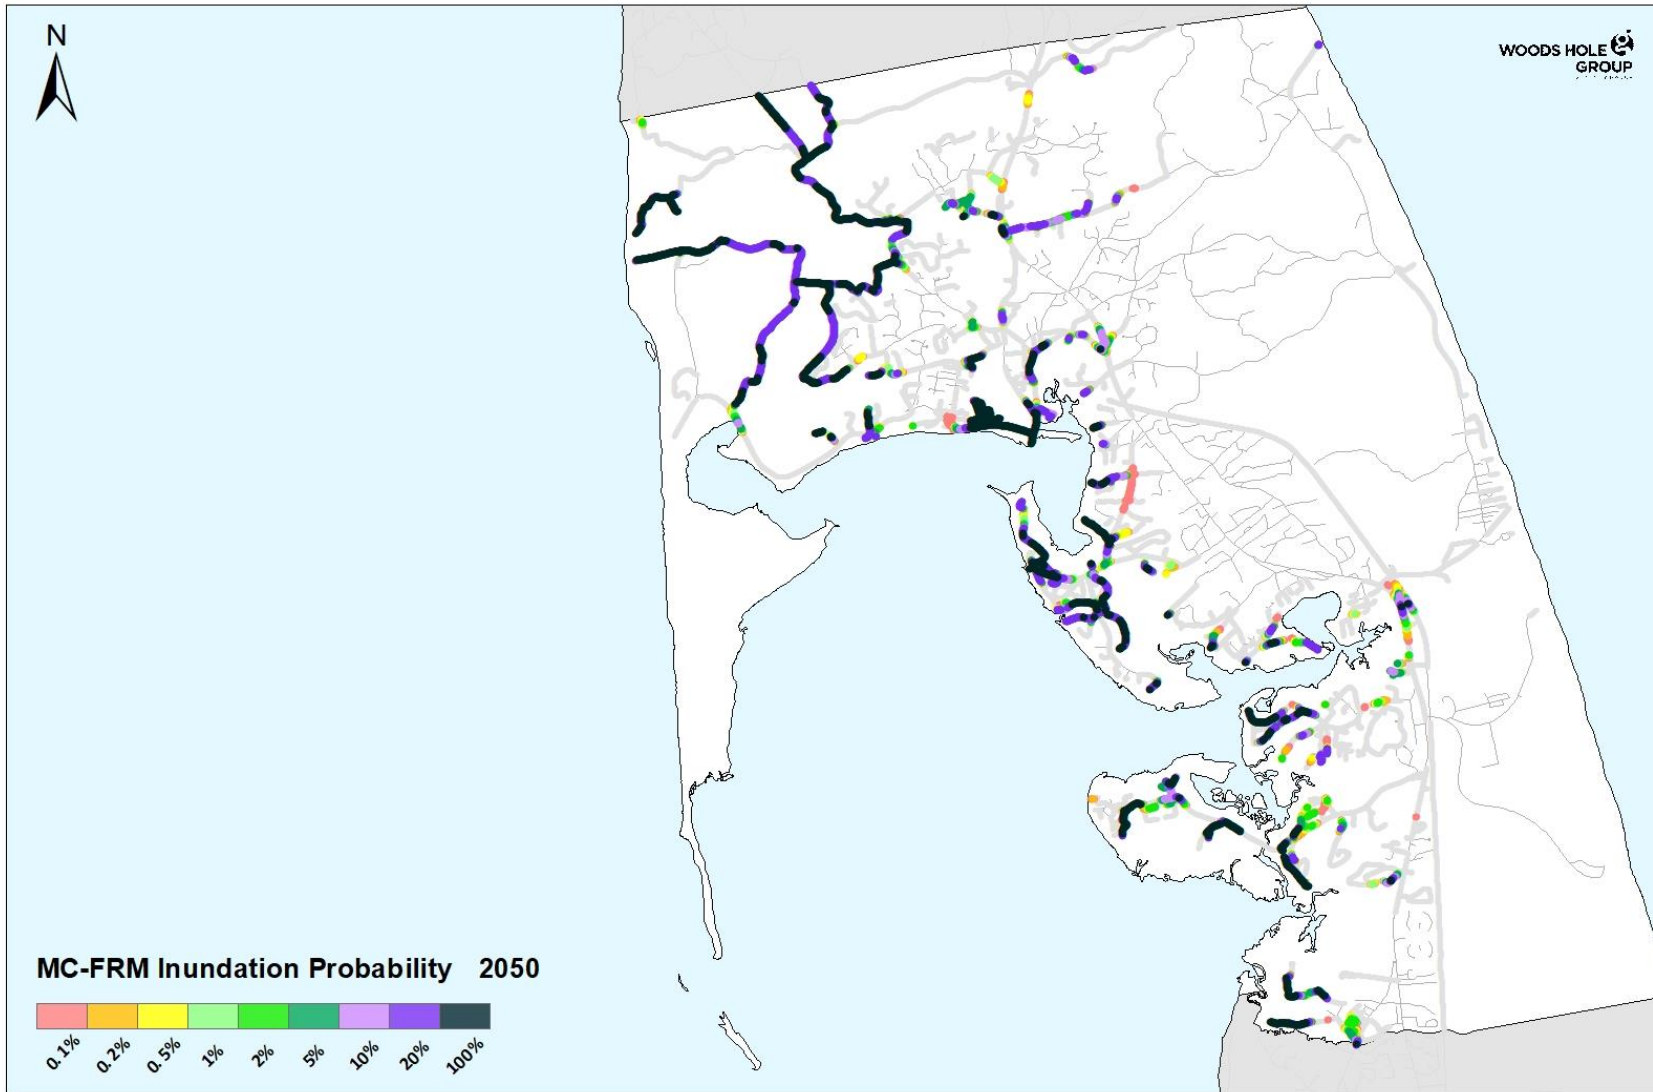 N
WOODS HOLE
GROUP
MC-FRM Inundation Probability 2050
0.1% 0.2% 0.5% 1% 2% 5% 10% 20% 100%